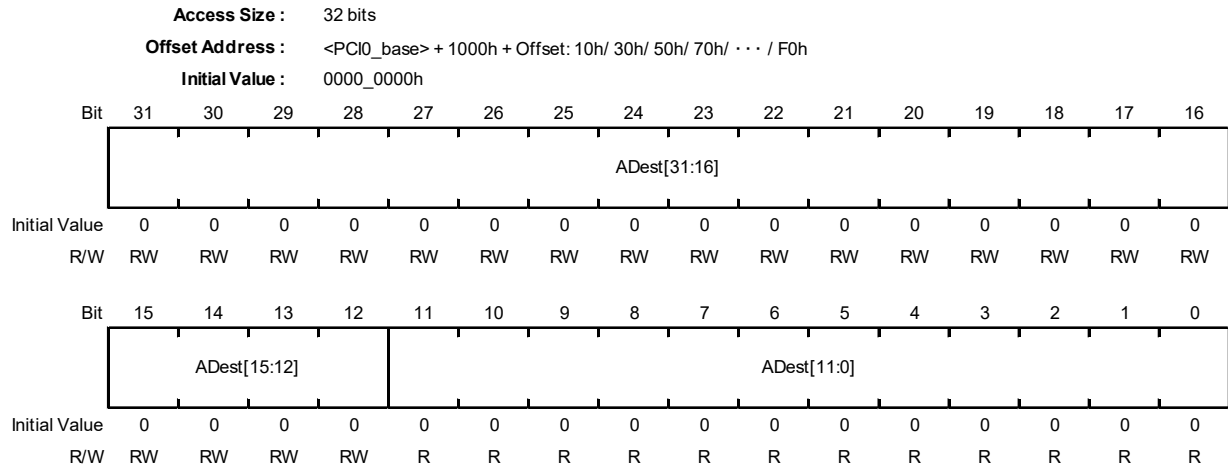 Access Size : 32 bits
Offset Address : <PCI0_base> + 1000h + Offset: 10h/ 30h/ 50h/ 70h/ ··· / F0h
Initial Value : 0000_0000h
Bit 31 30 29 28 27 26 25 24 23 22 21 20 19 18 17 16
ADest[31:16]
Initial Value 0 0 0 0 0 0 0 0 0 0 0 0 0 0 0 0
R/W RW RW RW RW RW RW RW RW RW RW RW RW RW RW RW RW
Bit 15 14 13 12 11 10 9 8 7 6 5 4 3 2 1 0
ADest[15:12] ADest[11:0]
Initial Value 0 0 0 0 0 0 0 0 0 0 0 0 0 0 0 0
R/W RW RW RW RW R R R R R R R R R R R R